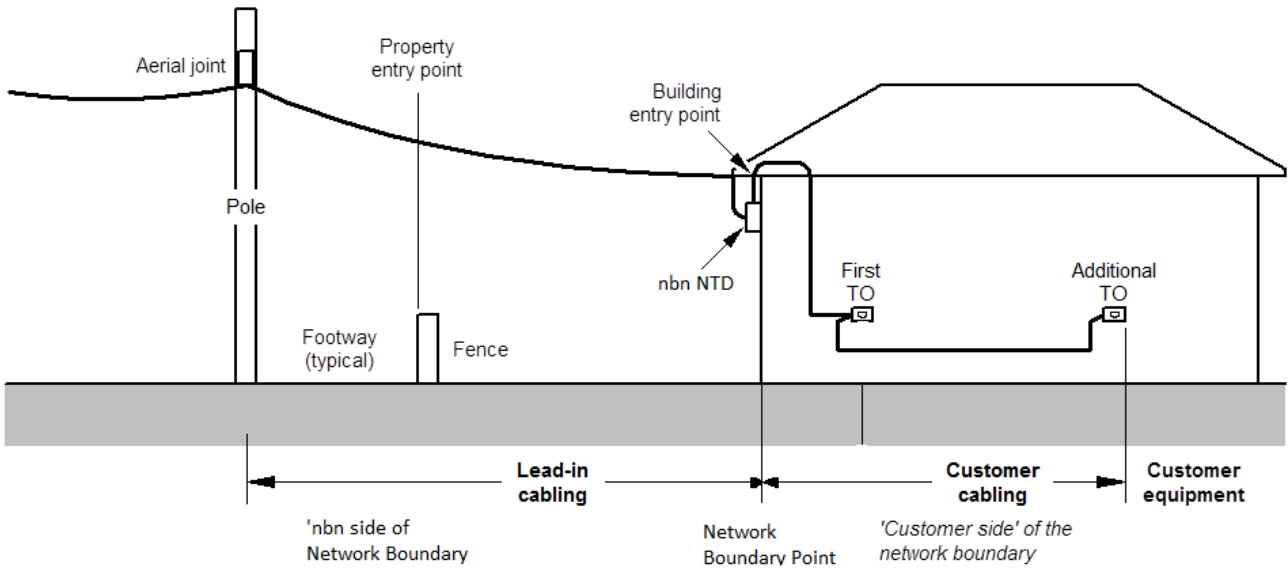 Aerial joint
Property
entry point
Building
entry point
Pole
nbn NTD
First
TO
Additional
TO
Footway
(typical)
Fence
Lead-in
cabling
Customer
cabling
Customer
equipment
'nbn side of
Network Boundary
Network
Boundary Point
'Customer side' of the
network boundary